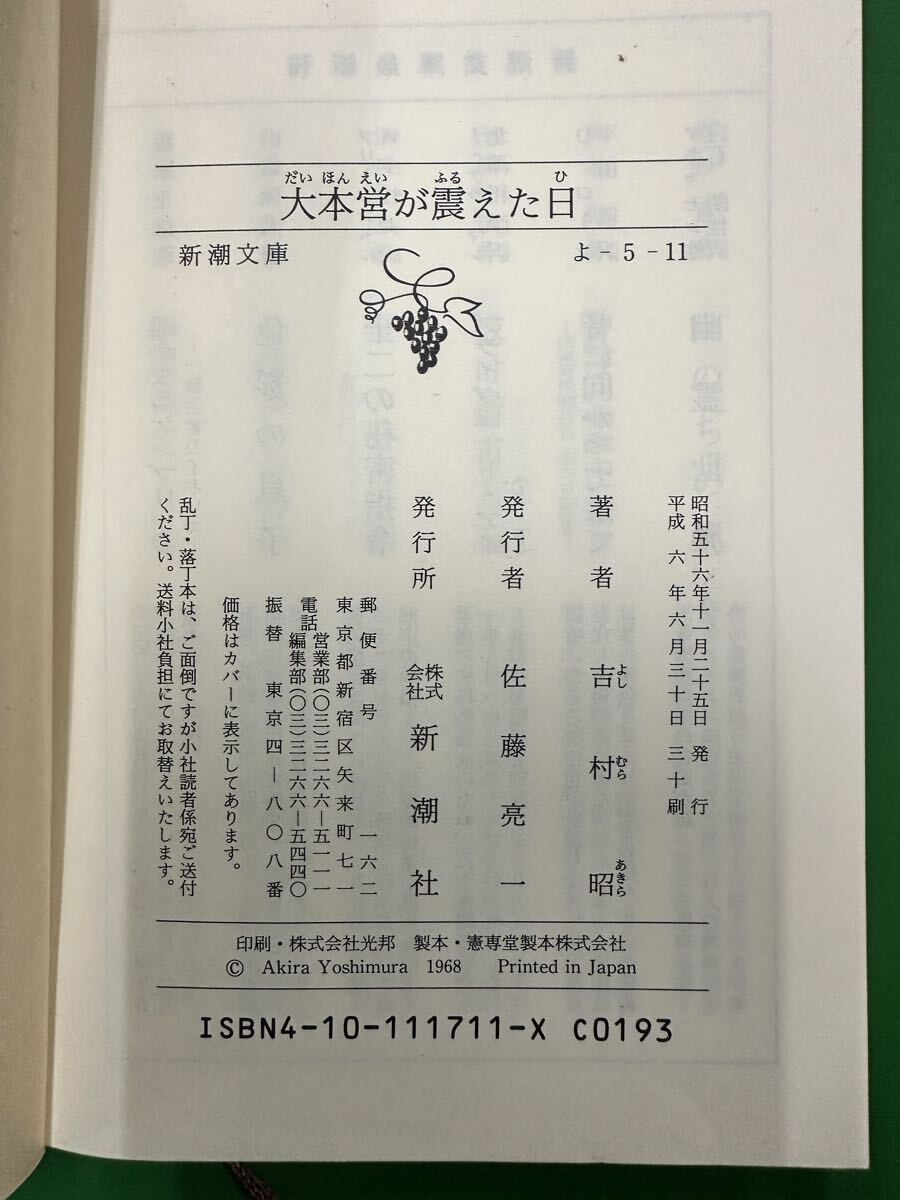 だいほんえい ふる ひ
大本営が震えた日
新潮文庫 よ-5-11
昭和五十六年十一月二十五日 発行
平成 六 年 六 月 三 十 日 三 十 刷
著者 吉村昭
よし むら あきら
発行者 佐藤亮一
発行所 株式会社 新潮社
郵便番号 一六二
東京都新宿区矢来町七一
電話 営業部(〇三)三二六六―五一一一
編集部(〇三)三二六六―五四四〇
振替 東京四―八〇八番
価格はカバーに表示してあります。
乱丁・落丁本は、ご面倒ですが小社読者係宛ご送付
ください。送料小社負担にてお取替えいたします。
印刷・株式会社光邦 製本・憲専堂製本株式会社
© Akira Yoshimura 1968 Printed in Japan
ISBN4-10-111711-X C0193